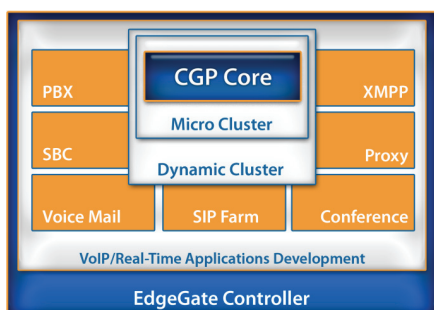 CGP Core
PBX
XMPP
Micro Cluster
SBC
Proxy
Dynamic Cluster
Voice Mail
SIP Farm
Conference
VoIP/Real-Time Applications Development
EdgeGate Controller